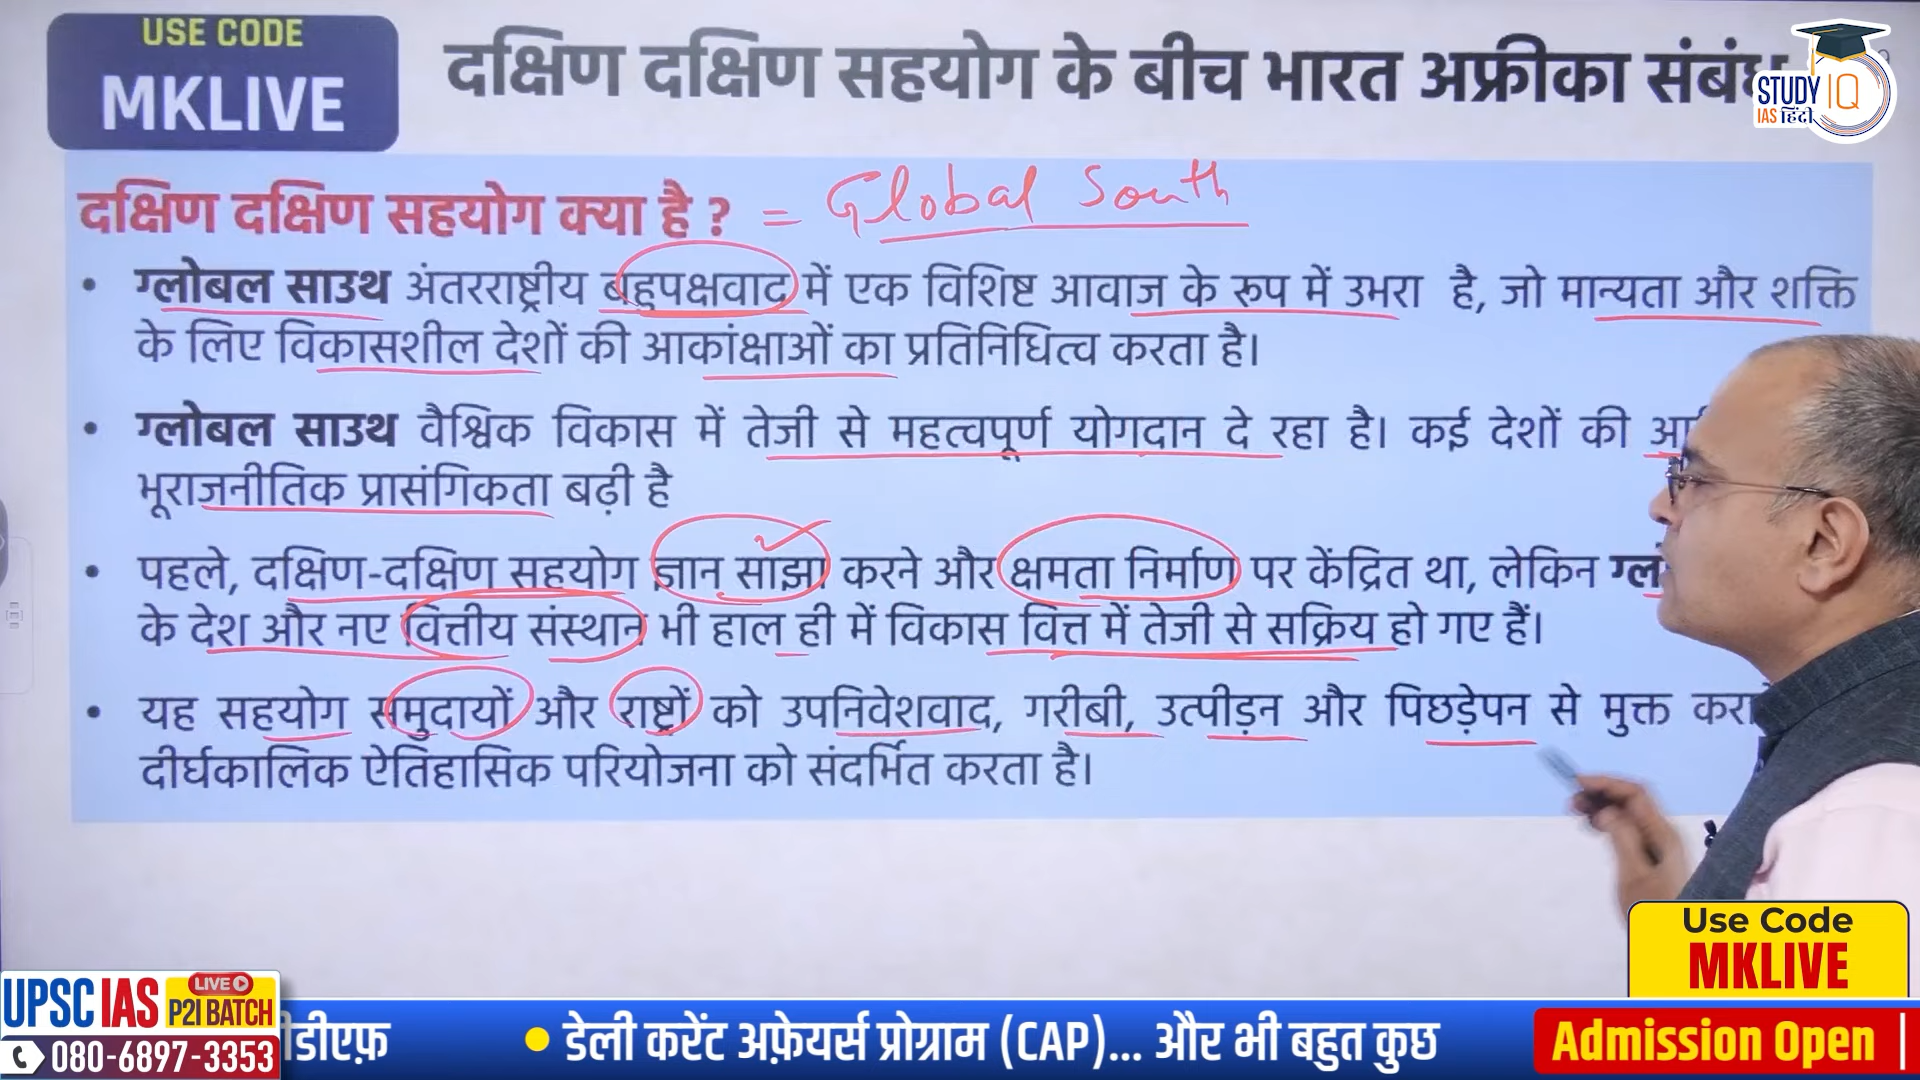 USE CODE
MKLIVE
दक्षिण दक्षिण सहयोग के बीच भारत अफ्रीका संबंध
STUDY IQ
IAS हिंदी
दक्षिण दक्षिण सहयोग क्या है ? = Global South
• ग्लोबल साउथ अंतरराष्ट्रीय बहुपक्षवाद में एक विशिष्ट आवाज के रूप में उभरा है, जो मान्यता और शक्ति
के लिए विकासशील देशों की आकांक्षाओं का प्रतिनिधित्व करता है।
• ग्लोबल साउथ वैश्विक विकास में तेजी से महत्वपूर्ण योगदान दे रहा है। कई देशों की
भूराजनीतिक प्रासंगिकता बढ़ी है
• पहले, दक्षिण-दक्षिण सहयोग ज्ञान साझा करने और क्षमता निर्माण पर केंद्रित था, लेकिन
के देश और नए वित्तीय संस्थान भी हाल ही में विकास वित्त में तेजी से सक्रिय हो गए हैं।
• यह सहयोग समुदायों और राष्ट्रों को उपनिवेशवाद, गरीबी, उत्पीड़न और पिछड़ेपन से मुक्त
दीर्घकालिक ऐतिहासिक परियोजना को संदर्भित करता है।
Use Code
MKLIVE
UPSC IAS LIVE
P2I BATCH
080-6897-3353
डीएफ़ • डेली करेंट अफ़ेयर्स प्रोग्राम (CAP)... और भी बहुत कुछ
Admission Open